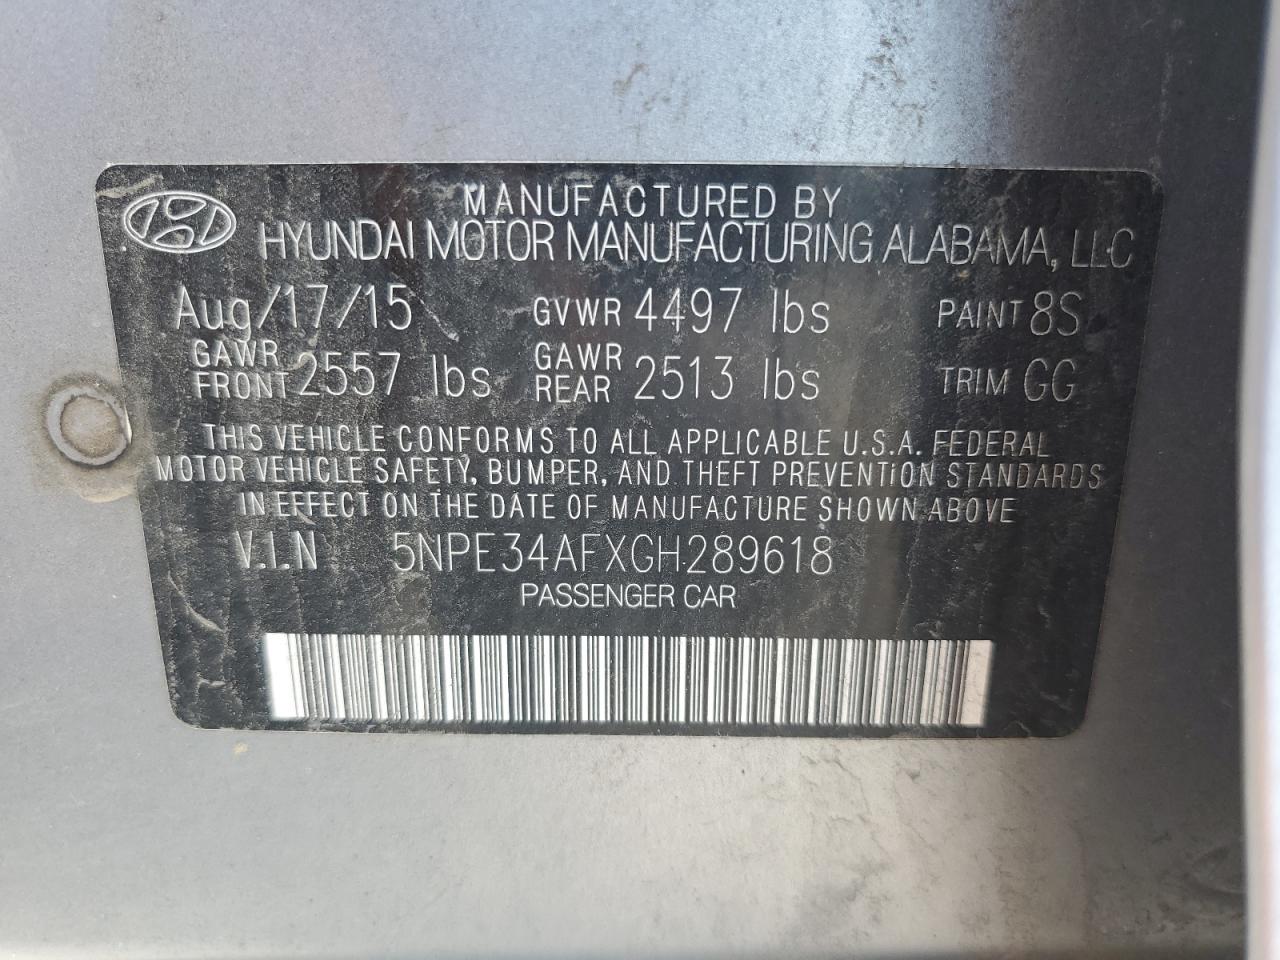 MANUFACTURED BY
HYUNDAI MOTOR MANUFACTURING ALABAMA, LLC
Aug/17/15 GVWR 4497 lbs PAINT 8S
GAWR FRONT 2557 lbs GAWR REAR 2513 lbs TRIM GG
THIS VEHICLE CONFORMS TO ALL APPLICABLE U.S.A. FEDERAL
MOTOR VEHICLE SAFETY, BUMPER, AND THEFT PREVENTION STANDARDS
IN EFFECT ON THE DATE OF MANUFACTURE SHOWN ABOVE
V.I.N 5NPE34AFXGH289618
PASSENGER CAR